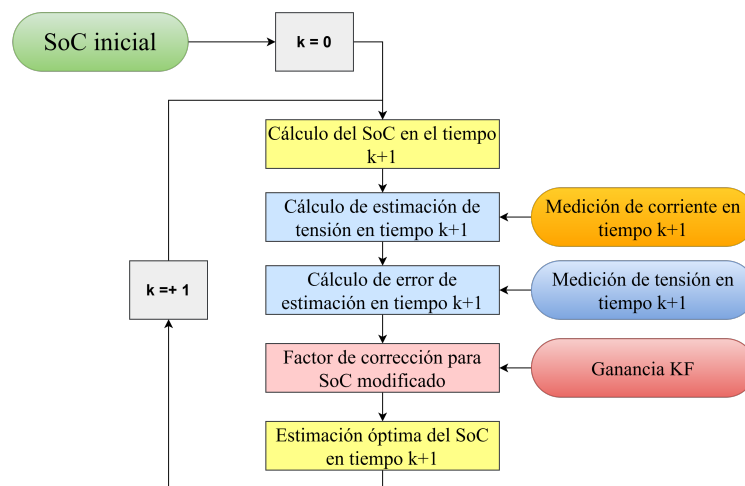 SoC inicial
k = 0
Cálculo del SoC en el tiempo
k+1
Cálculo de estimación de
tensión en tiempo k+1
Medición de corriente en
tiempo k+1
k =+ 1
Cálculo de error de
estimación en tiempo k+1
Medición de tensión en
tiempo k+1
Factor de corrección para
SoC modificado
Ganancia KF
Estimación óptima del SoC
en tiempo k+1